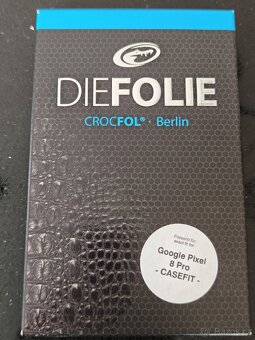 DIEFOLIE
CROCFOL® · Berlin
Google Pixel
8 Pro
- CASEFIT -